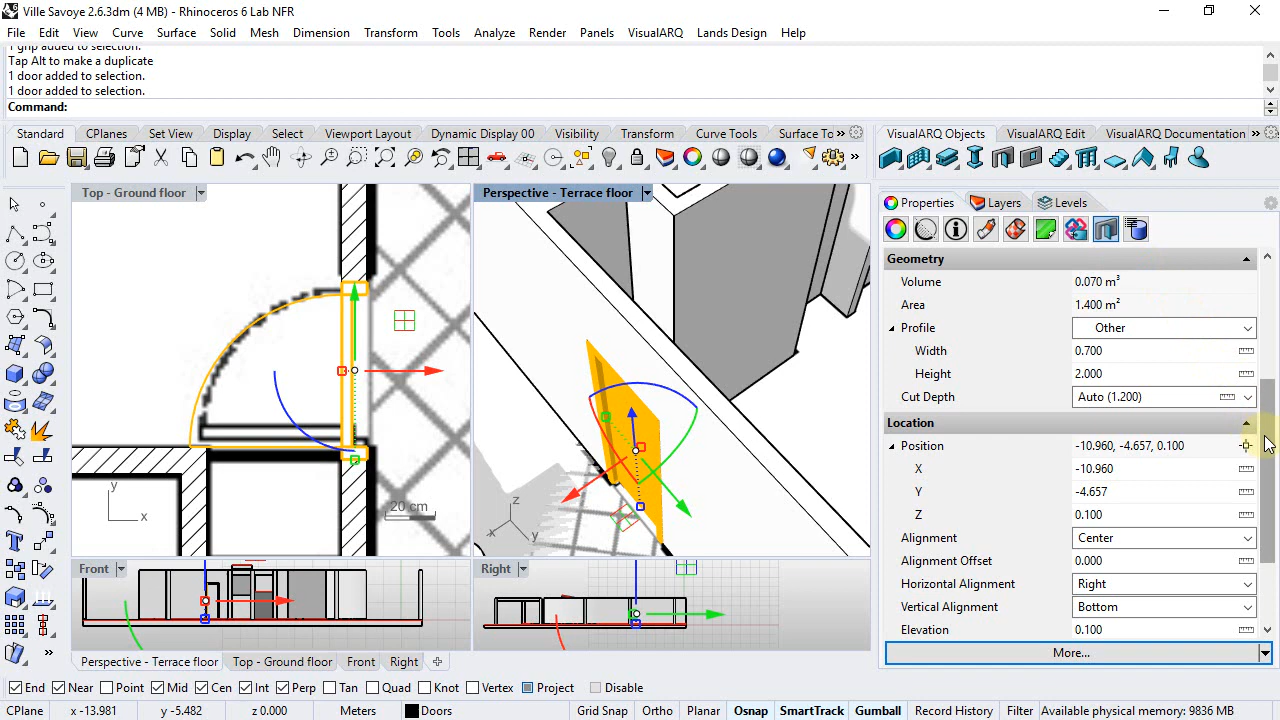 Ville Savoye 2.6.3dm (4 MB) - Rhinoceros 6 Lab NFR
File Edit View Curve Surface Solid Mesh Dimension Transform Tools Analyze Render Panels VisualARQ Lands Design Help
1 grip added to selection.
Tap Alt to make a duplicate
1 door added to selection.
1 door added to selection.
Command:
Standard CPlanes Set View Display Select Viewport Layout Dynamic Display 00 Visibility Transform Curve Tools Surface To »
VisualARQ Objects VisualARQ Edit VisualARQ Documentation »
Top - Ground floor
Perspective - Terrace floor
Properties Layers Levels
Geometry
Volume 0.070 m³
Area 1.400 m²
Profile Other
Width 0.700
Height 2.000
Cut Depth Auto (1.200)
Location
Position -10.960, -4.657, 0.100
X -10.960
Y -4.657
Z 0.100
Alignment Center
Alignment Offset 0.000
Horizontal Alignment Right
Vertical Alignment Bottom
Elevation 0.100
More...
y
x
20 cm
z
x
y
Front
Right
Perspective - Terrace floor Top - Ground floor Front Right
End Near Point Mid Cen Int Perp Tan Quad Knot Vertex Project Disable
CPlane x -13.981 y -5.482 z 0.000 Meters Doors Grid Snap Ortho Planar Osnap SmartTrack Gumball Record History Filter Available physical memory: 9836 MB